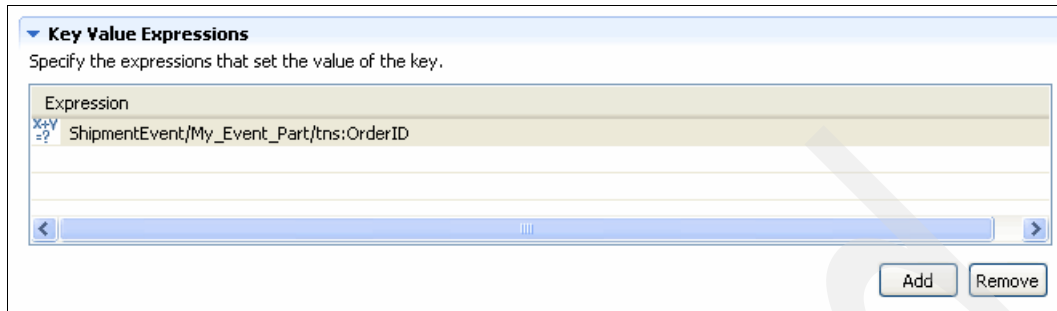 Key Value Expressions
Specify the expressions that set the value of the key.
Expression
X+Y
=?
ShipmentEvent/My_Event_Part/tns:OrderID
Add Remove